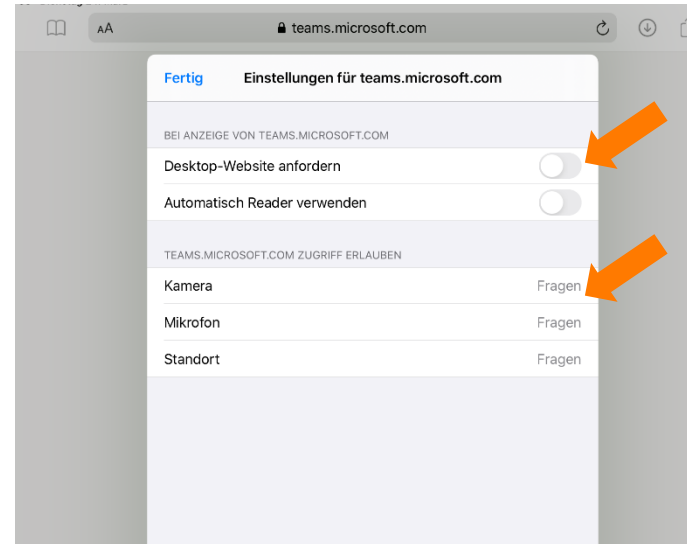 AA
teams.microsoft.com
Fertig
Einstellungen für teams.microsoft.com
BEI ANZEIGE VON TEAMS.MICROSOFT.COM
Desktop-Website anfordern
Automatisch Reader verwenden
TEAMS.MICROSOFT.COM ZUGRIFF ERLAUBEN
Kamera Fragen
Mikrofon Fragen
Standort Fragen